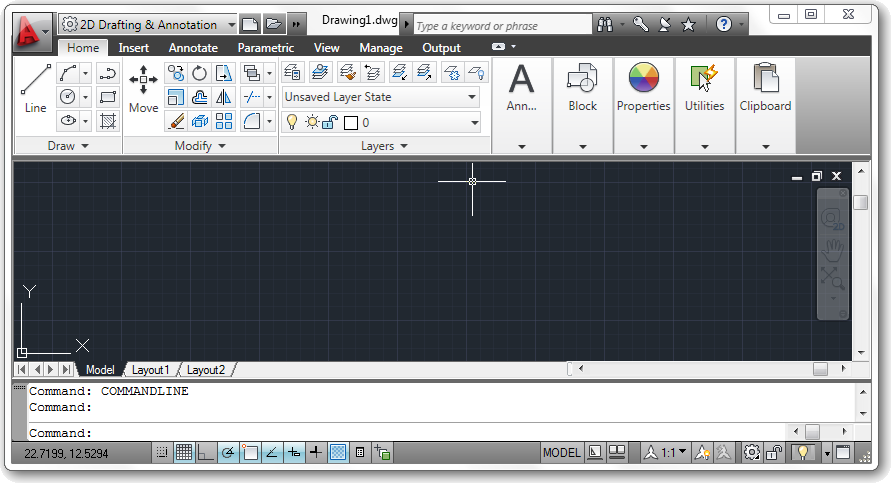 2D Drafting & Annotation
Drawing1.dwg
Type a keyword or phrase
Home Insert Annotate Parametric View Manage Output
Line
Move
Unsaved Layer State
0
Ann...
Block
Properties
Utilities
Clipboard
Draw
Modify
Layers
2D
Y
X
Model Layout1 Layout2
Command: COMMANDLINE
Command:
Command:
22.7199, 12.5294
MODEL
1:1